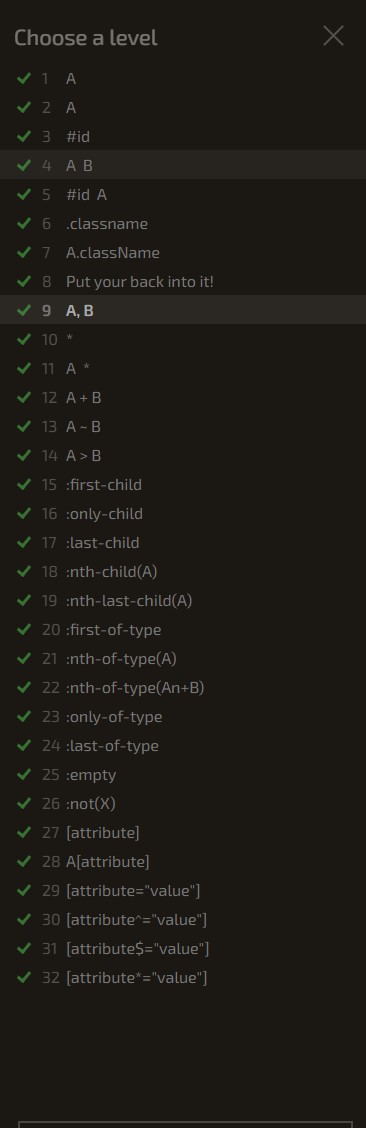 Choose a level
1 A
2 A
3 #id
4 A B
5 #id A
6 .classname
7 A.className
8 Put your back into it!
9 A, B
10 *
11 A *
12 A + B
13 A ~ B
14 A > B
15 :first-child
16 :only-child
17 :last-child
18 :nth-child(A)
19 :nth-last-child(A)
20 :first-of-type
21 :nth-of-type(A)
22 :nth-of-type(An+B)
23 :only-of-type
24 :last-of-type
25 :empty
26 :not(X)
27 [attribute]
28 A[attribute]
29 [attribute="value"]
30 [attribute^="value"]
31 [attribute$="value"]
32 [attribute*="value"]